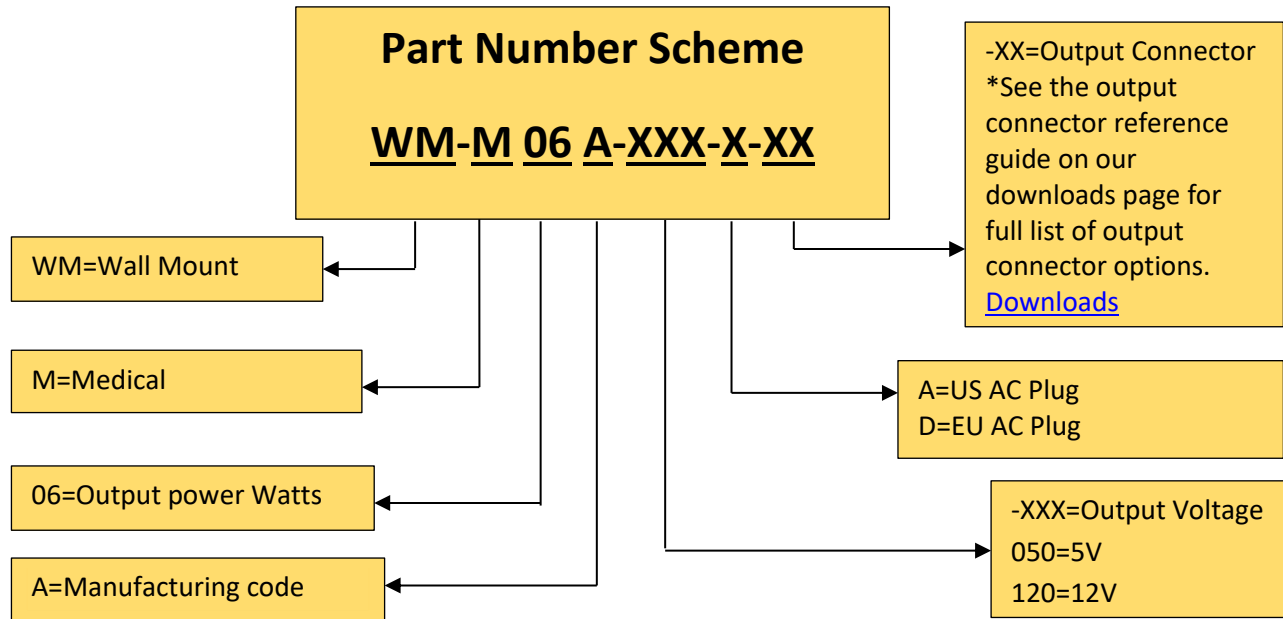 Part Number Scheme
WM-M 06 A-XXX-X-XX
-XX=Output Connector
*See the output
connector reference
guide on our
downloads page for
full list of output
connector options.
Downloads
WM=Wall Mount
M=Medical
A=US AC Plug
D=EU AC Plug
06=Output power Watts
-XXX=Output Voltage
050=5V
120=12V
A=Manufacturing code